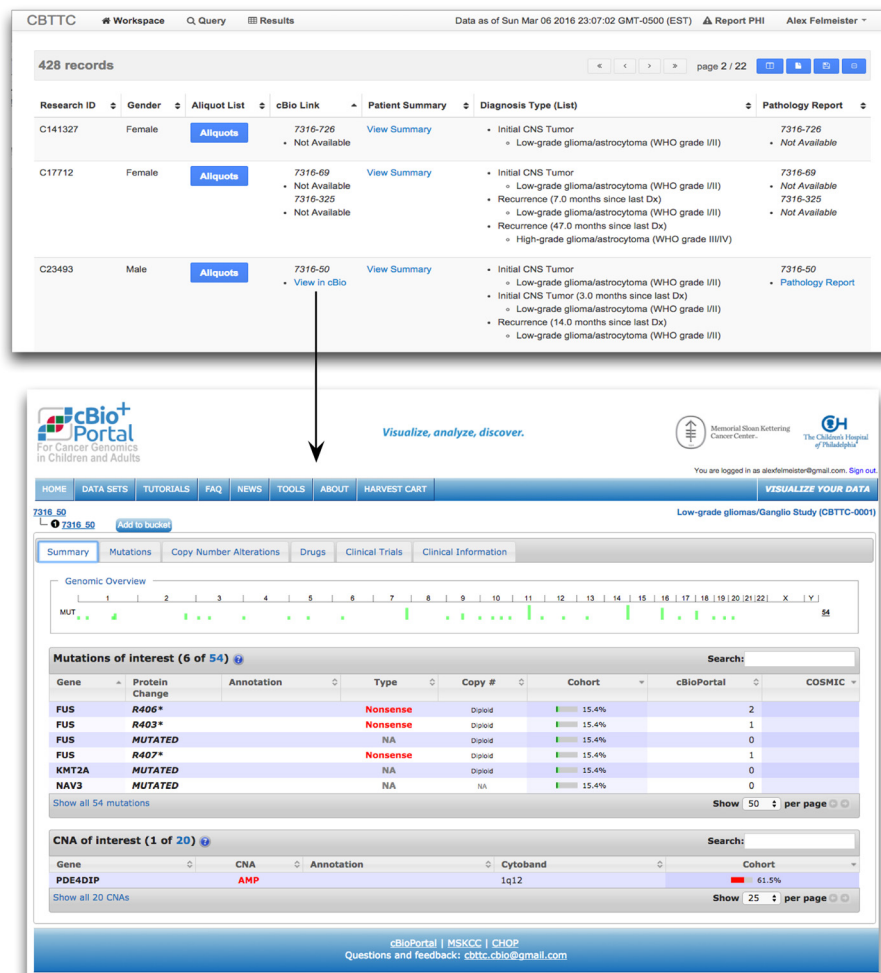 CBTTC Workspace Query Results Data as of Sun Mar 06 2016 23:07:02 GMT-0500 (EST) Report PHI Alex Felmeister
428 records « ‹ › » page 2 / 22
Research ID Gender Aliquot List cBio Link Patient Summary Diagnosis Type (List) Pathology Report
C141327 Female Aliquots 7316-726 View Summary • Initial CNS Tumor 7316-726
• Not Available ◦ Low-grade glioma/astrocytoma (WHO grade I/II) • Not Available
C17712 Female Aliquots 7316-69 View Summary • Initial CNS Tumor 7316-69
• Not Available ◦ Low-grade glioma/astrocytoma (WHO grade I/II) • Not Available
7316-325 • Recurrence (7.0 months since last Dx) 7316-325
• Not Available ◦ Low-grade glioma/astrocytoma (WHO grade I/II) • Not Available
• Recurrence (47.0 months since last Dx)
◦ High-grade glioma/astrocytoma (WHO grade III/IV)
C23493 Male Aliquots 7316-50 View Summary • Initial CNS Tumor 7316-50
• View in cBio ◦ Low-grade glioma/astrocytoma (WHO grade I/II) • Pathology Report
• Initial CNS Tumor (3.0 months since last Dx)
◦ Low-grade glioma/astrocytoma (WHO grade I/II)
• Recurrence (14.0 months since last Dx)
◦ Low-grade glioma/astrocytoma (WHO grade I/II)
cBio+
Portal
For Cancer Genomics
in Children and Adults
Visualize, analyze, discover.
Memorial Sloan Kettering
Cancer Center
The Children's Hospital
of Philadelphia
You are logged in as alexfelmeister@gmail.com. Sign out.
HOME DATA SETS TUTORIALS FAQ NEWS TOOLS ABOUT HARVEST CART VISUALIZE YOUR DATA
7316_50 Low-grade gliomas/Ganglio Study (CBTTC-0001)
1 7316_50 Add to bucket
Summary Mutations Copy Number Alterations Drugs Clinical Trials Clinical Information
Genomic Overview
1 2 3 4 5 6 7 8 9 10 11 12 13 14 15 16 17 18 19 20 21 22 X Y
MUT 54
Mutations of interest (6 of 54) ? Search:
Gene Protein Change Annotation Type Copy # Cohort cBioPortal COSMIC
FUS R406* Nonsense Diploid 15.4% 2
FUS R403* Nonsense Diploid 15.4% 1
FUS MUTATED NA Diploid 15.4% 0
FUS R407* Nonsense Diploid 15.4% 1
KMT2A MUTATED NA Diploid 15.4% 0
NAV3 MUTATED NA NA 15.4% 0
Show all 54 mutations Show 50 per page
CNA of interest (1 of 20) ? Search:
Gene CNA Annotation Cytoband Cohort
PDE4DIP AMP 1q12 61.5%
Show all 20 CNAs Show 25 per page
cBioPortal | MSKCC | CHOP
Questions and feedback: cbttc.cbio@gmail.com